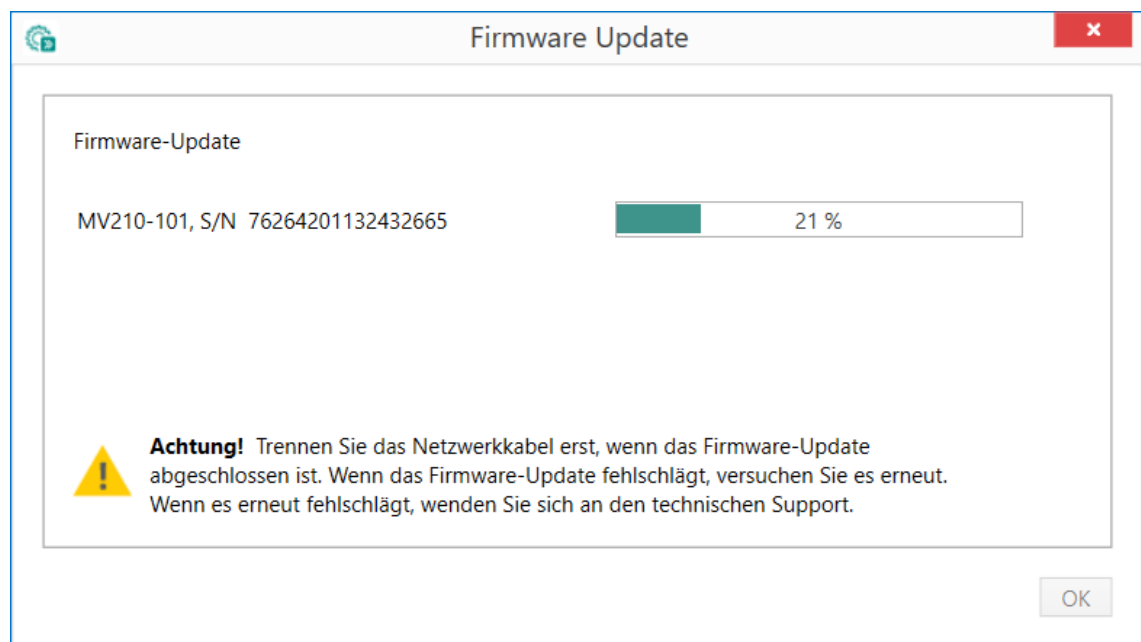 Firmware Update
Firmware-Update
MV210-101, S/N 76264201132432665
21 %
Achtung! Trennen Sie das Netzwerkkabel erst, wenn das Firmware-Update
abgeschlossen ist. Wenn das Firmware-Update fehlschlägt, versuchen Sie es erneut.
Wenn es erneut fehlschlägt, wenden Sie sich an den technischen Support.
OK